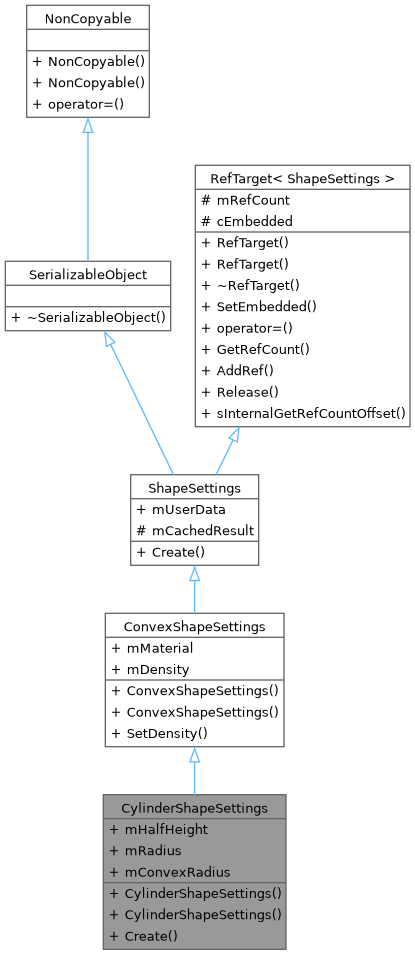 NonCopyable
+ NonCopyable()
+ NonCopyable()
+ operator=()
RefTarget< ShapeSettings >
# mRefCount
# cEmbedded
+ RefTarget()
+ RefTarget()
+ ~RefTarget()
+ SetEmbedded()
+ operator=()
+ GetRefCount()
+ AddRef()
+ Release()
+ sInternalGetRefCountOffset()
SerializableObject
+ ~SerializableObject()
ShapeSettings
+ mUserData
# mCachedResult
+ Create()
ConvexShapeSettings
+ mMaterial
+ mDensity
+ ConvexShapeSettings()
+ ConvexShapeSettings()
+ SetDensity()
CylinderShapeSettings
+ mHalfHeight
+ mRadius
+ mConvexRadius
+ CylinderShapeSettings()
+ CylinderShapeSettings()
+ Create()